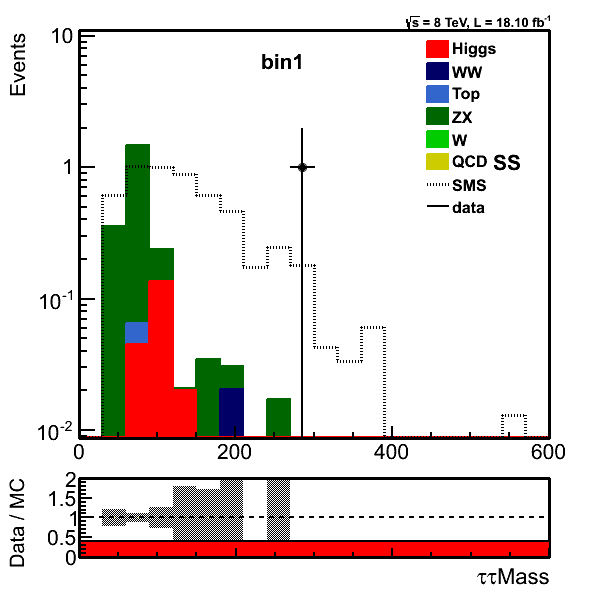 √s = 8 TeV, L = 18.10 fb⁻¹
Events
bin1
Higgs
WW
Top
ZX
W
QCD SS
SMS
data
10
1
10⁻¹
10⁻²
0 200 400 600
Data / MC
2
1.5
1
0.5
0
ττMass